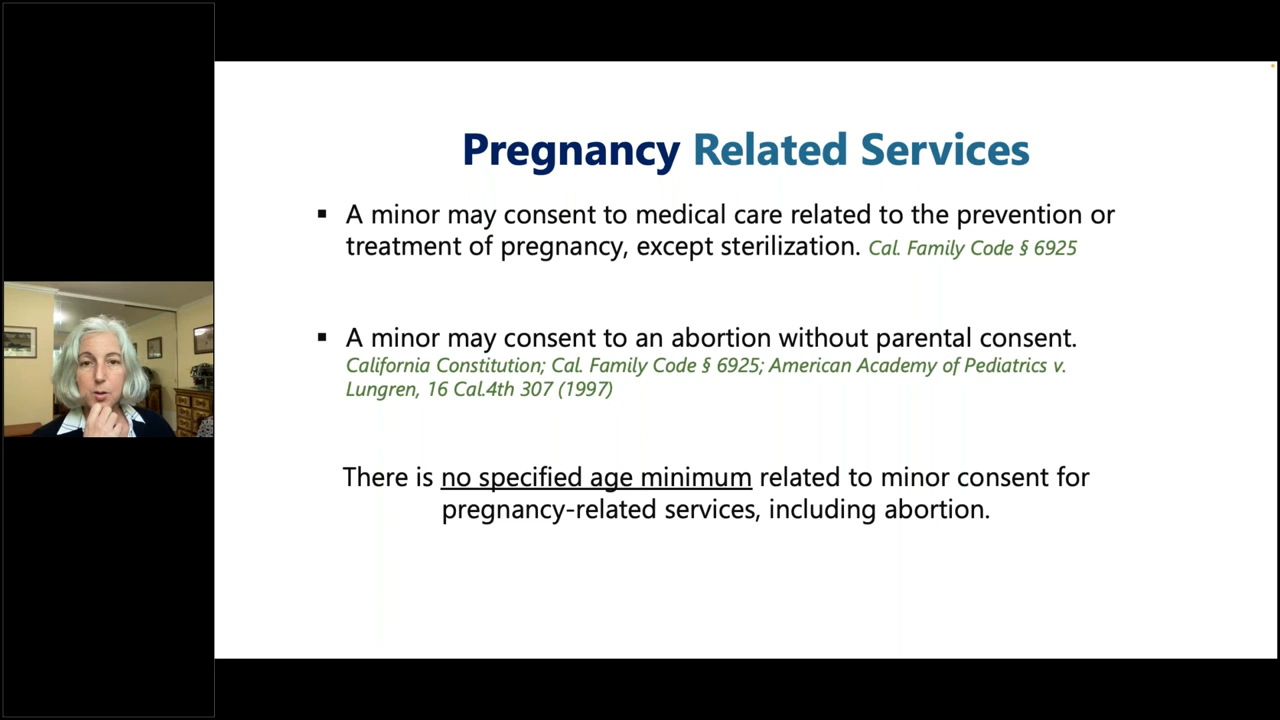 Pregnancy Related Services
▪ A minor may consent to medical care related to the prevention or
treatment of pregnancy, except sterilization. Cal. Family Code § 6925
▪ A minor may consent to an abortion without parental consent.
California Constitution; Cal. Family Code § 6925; American Academy of Pediatrics v.
Lungren, 16 Cal.4th 307 (1997)
There is no specified age minimum related to minor consent for
pregnancy-related services, including abortion.